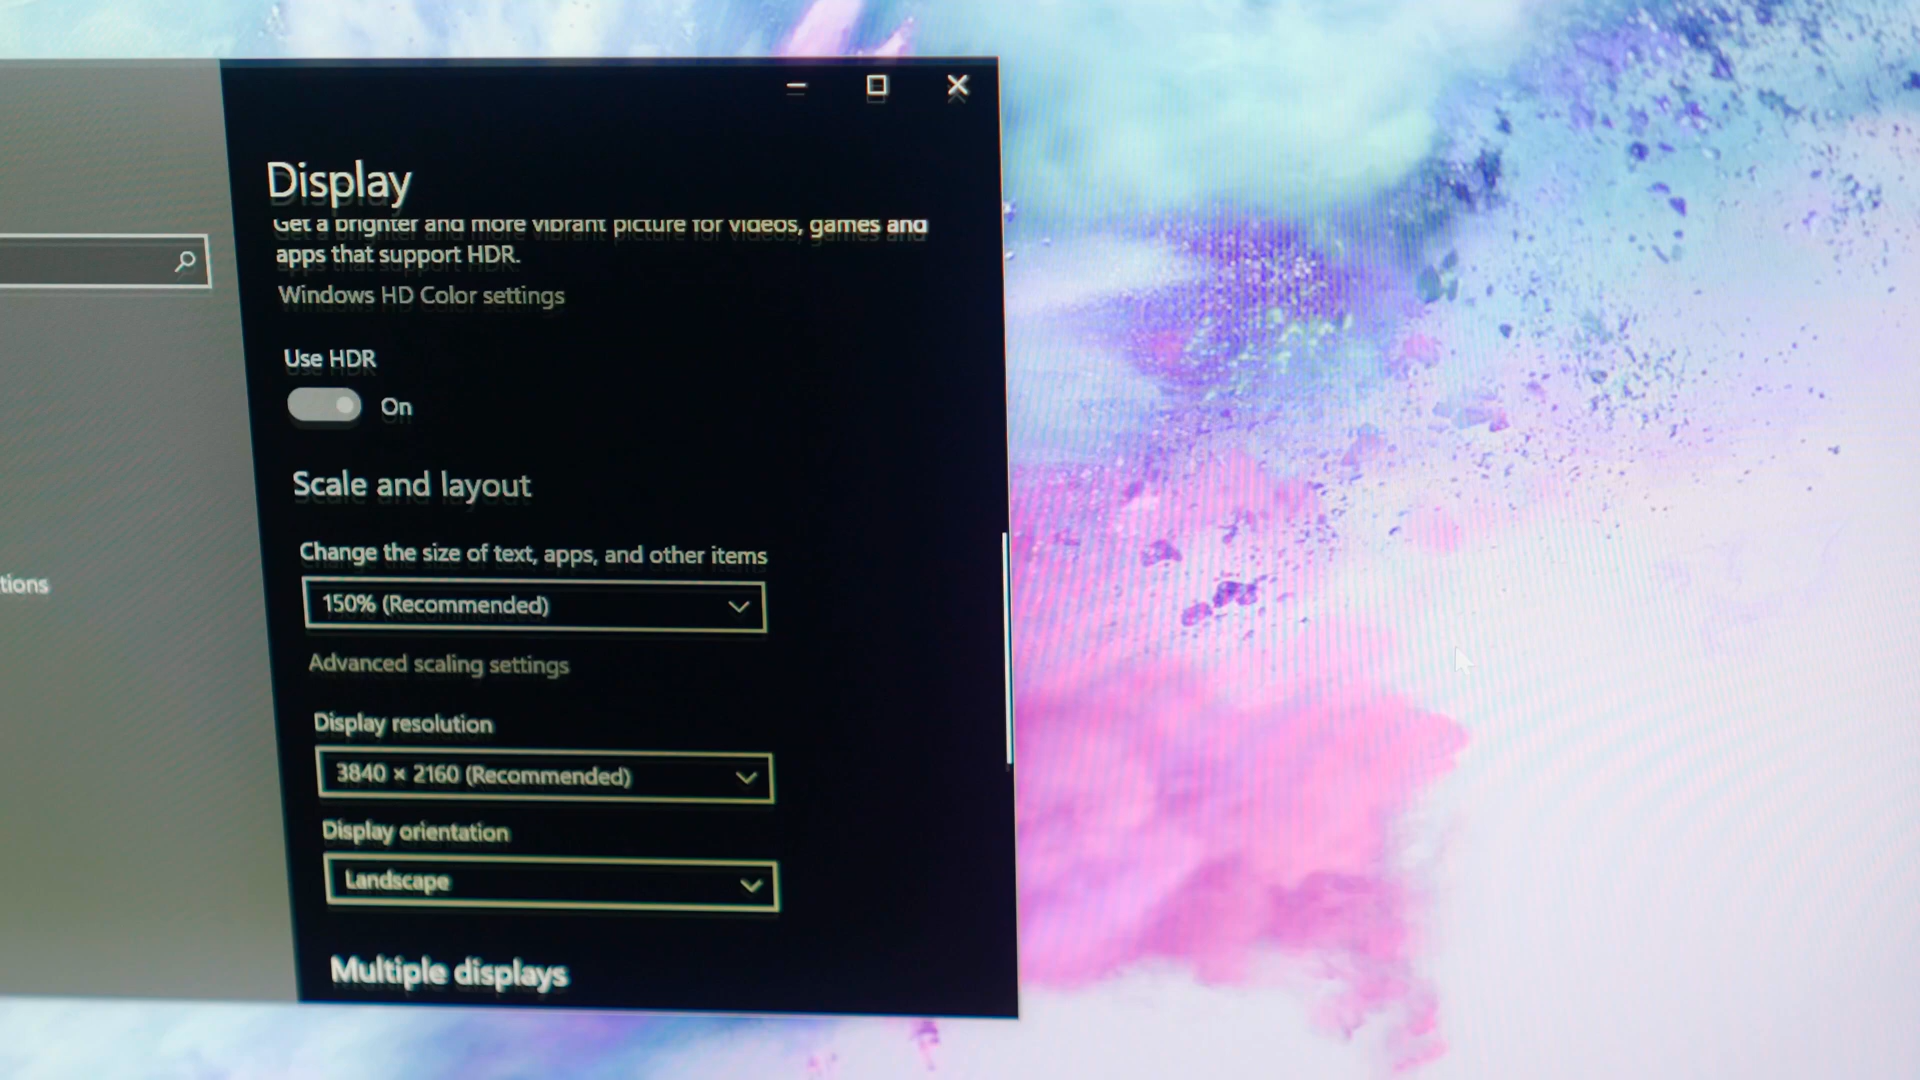 Display
Get a brighter and more vibrant picture for videos, games and
apps that support HDR.
Windows HD Color settings
Use HDR
On
Scale and layout
Change the size of text, apps, and other items
150% (Recommended)
tions
Advanced scaling settings
Display resolution
3840 × 2160 (Recommended)
Display orientation
Landscape
Multiple displays